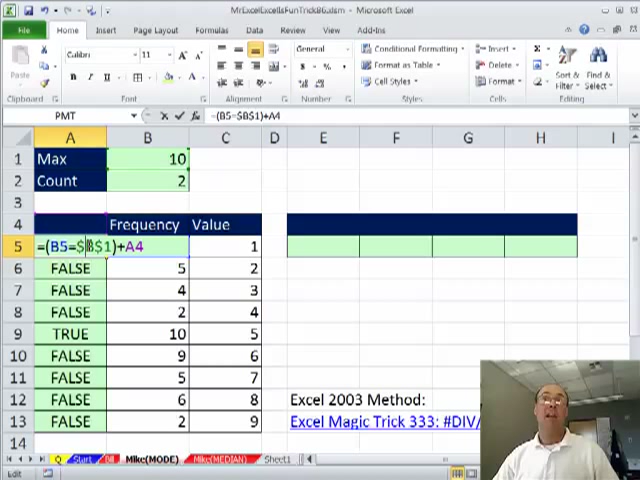 MrExcelExcelIsFunTrick86.xlsm - Microsoft Excel
File Home Insert Page Layout Formulas Data Review View Add-Ins
Paste Calibri 11 General Conditional Formatting Format as Table Cell Styles Insert Delete Format Sort & Filter Find & Select
Clipboard Font Alignment Number Styles Cells Editing
PMT =(B5=$B$1)+A4
A B C D E F G H I
1 Max 10
2 Count 2
3
4 Frequency Value
5 =(B5=$B$1)+A4 1
6 FALSE 5 2
7 FALSE 4 3
8 FALSE 2 4
9 TRUE 10 5
10 FALSE 9 6
11 FALSE 5 7
12 FALSE 6 8 Excel 2003 Method:
13 FALSE 2 9 Excel Magic Trick 333: #DIV/
14
Q Start Bill Mike(MODE) Mike(MEDIAN) Sheet1
Edit